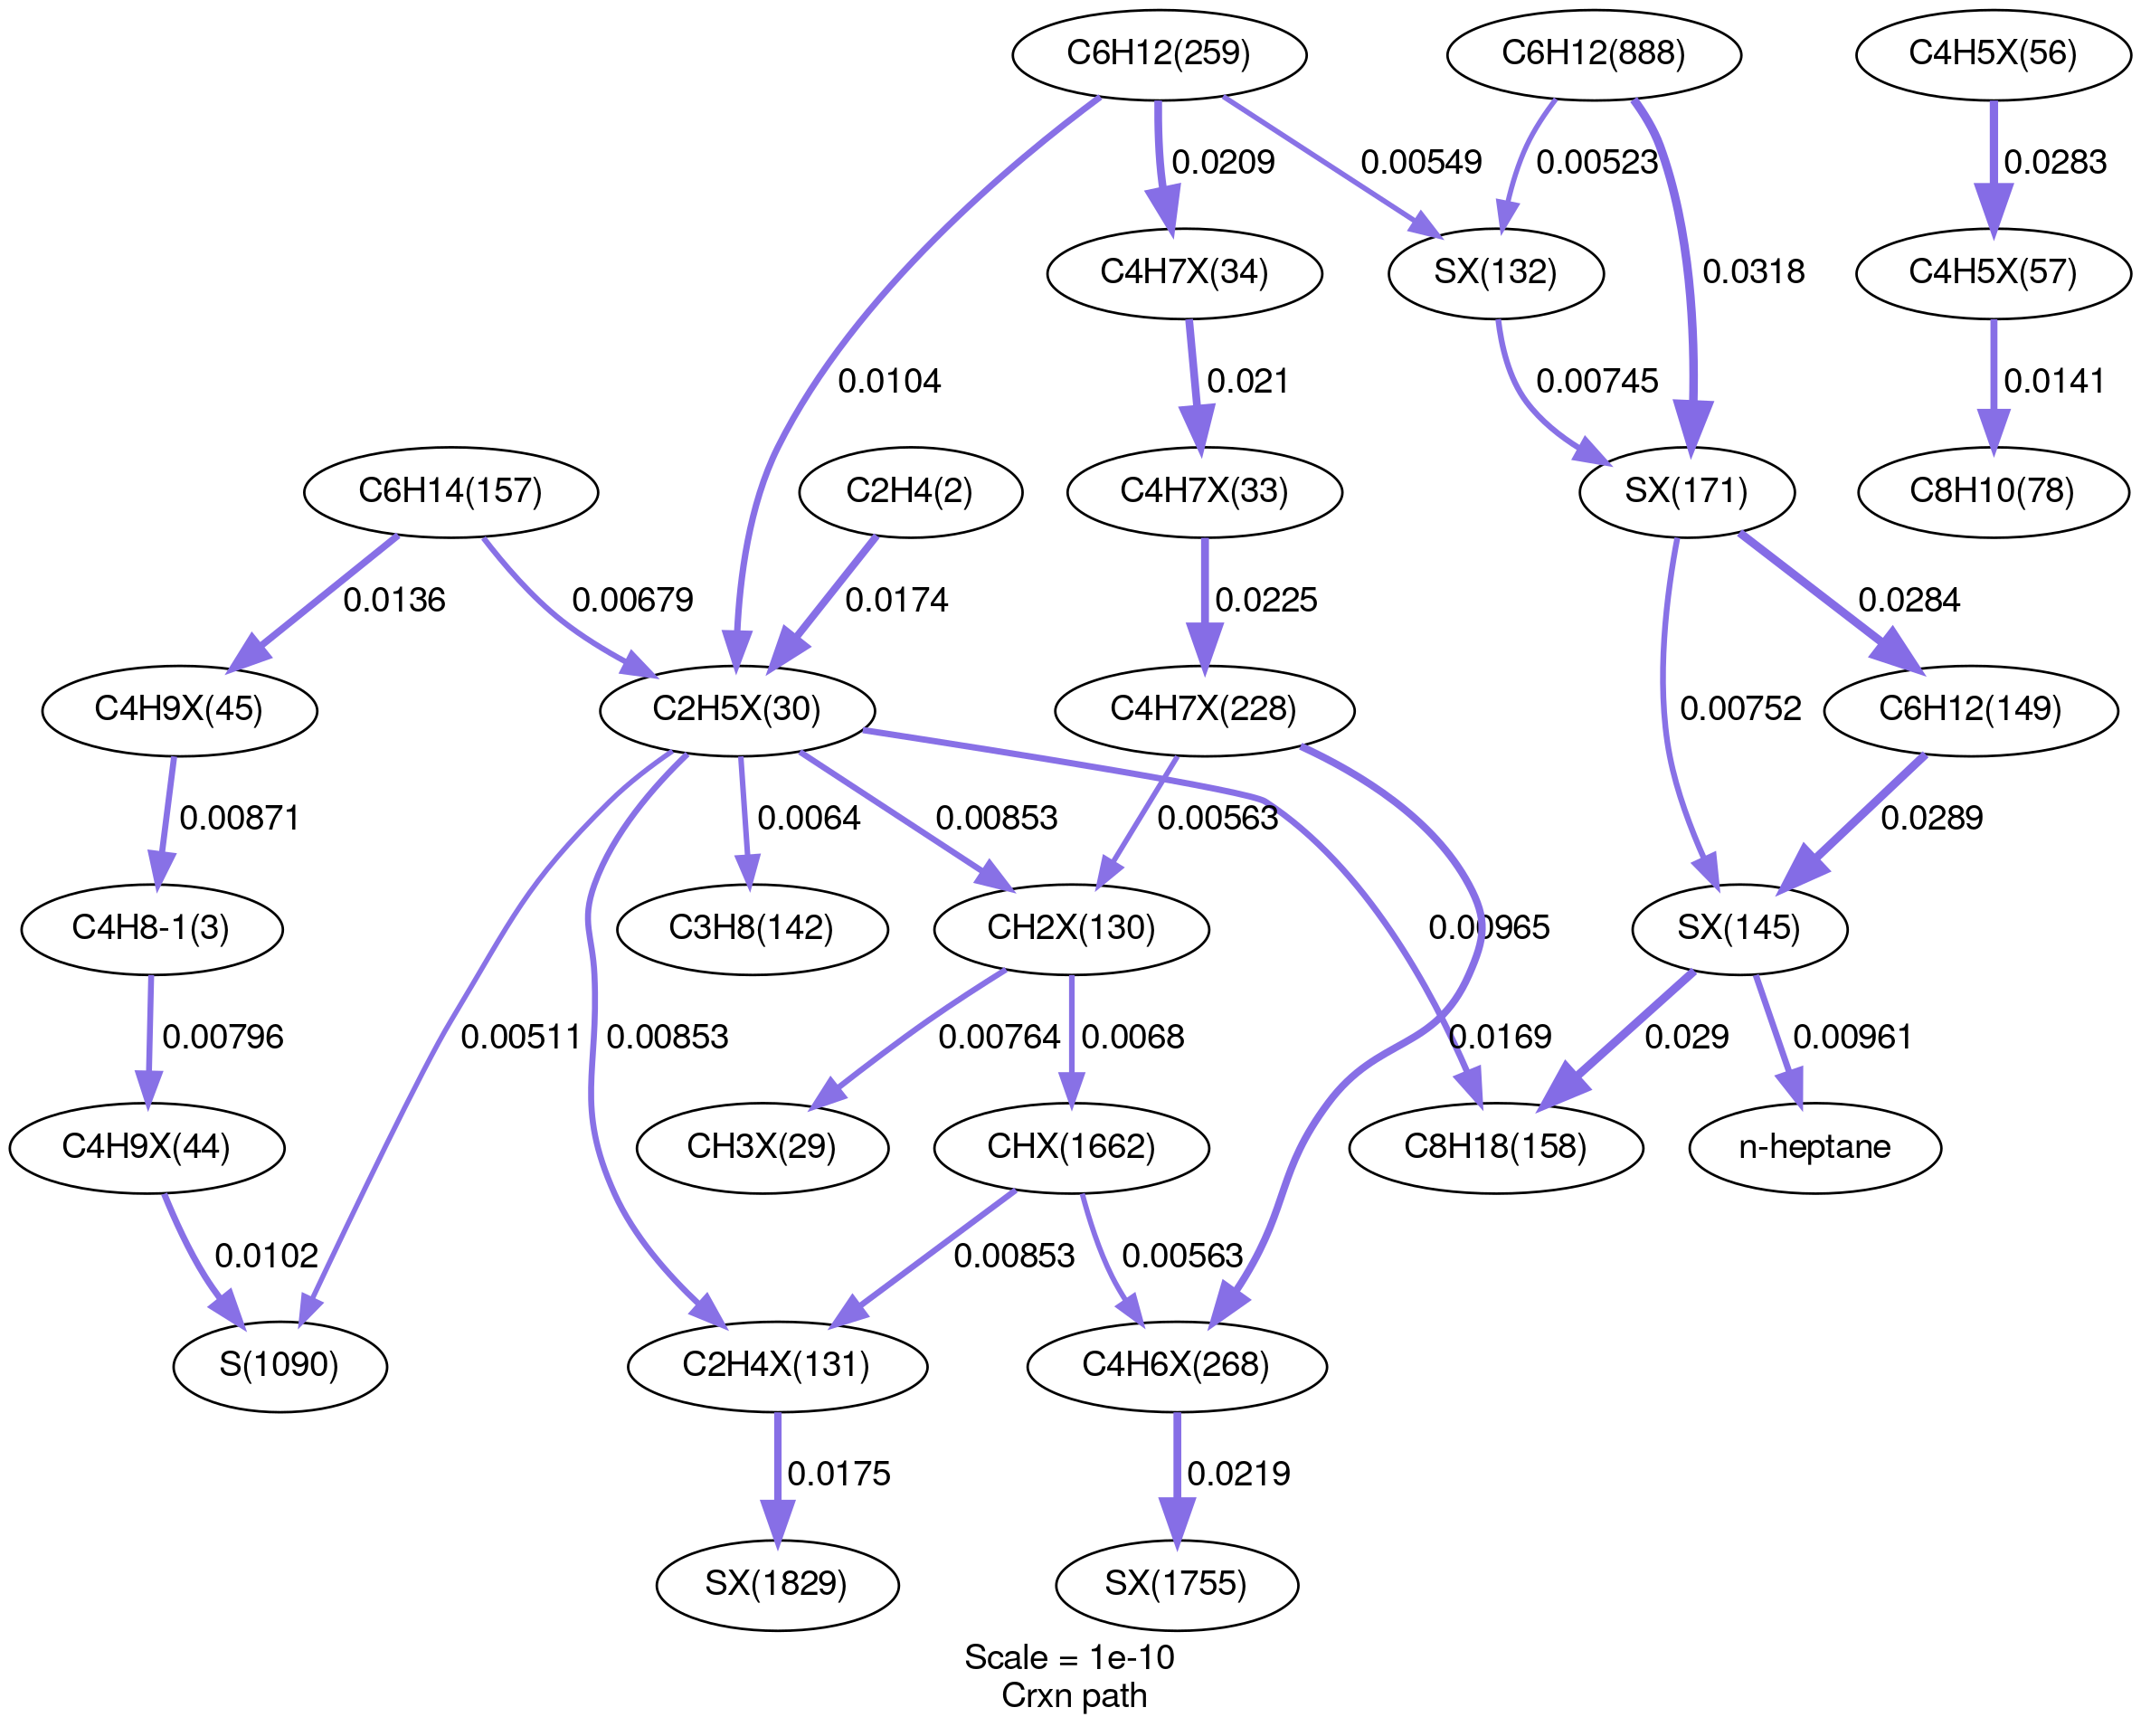 C6H12(259)
C6H12(888)
C4H5X(56)
0.0209
0.00549
0.00523
0.0283
C4H7X(34)
SX(132)
0.0318
C4H5X(57)
0.0104
0.021
0.00745
0.0141
C6H14(157)
C2H4(2)
C4H7X(33)
SX(171)
C8H10(78)
0.0136
0.00679
0.0174
0.0225
0.0284
C4H9X(45)
C2H5X(30)
C4H7X(228)
0.00752
C6H12(149)
0.00871
0.0064
0.00853
0.00563
0.0289
C4H8-1(3)
C3H8(142)
CH2X(130)
0.00965
SX(145)
0.00796
0.00511
0.00853
0.00764
0.0068
0.0169
0.029
0.00961
C4H9X(44)
CH3X(29)
CHX(1662)
C8H18(158)
n-heptane
0.0102
0.00853
0.00563
S(1090)
C2H4X(131)
C4H6X(268)
0.0175
0.0219
SX(1829)
SX(1755)
Scale = 1e-10
Crxn path